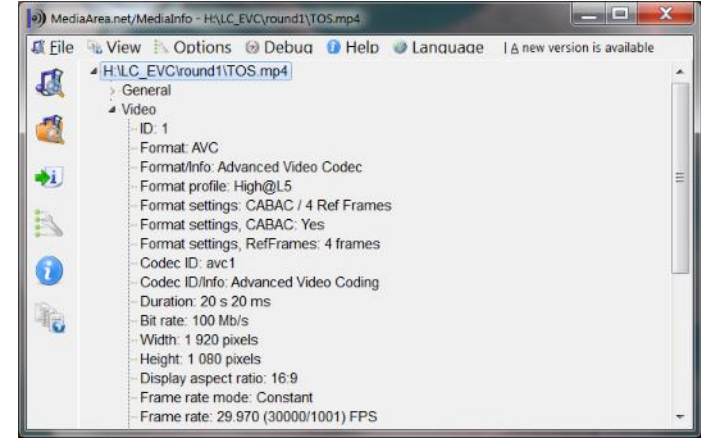 MediaArea.net/MediaInfo - H:\LC_EVC\round1\TOS.mp4
File View Options Debug Help Language | A new version is available
H:\LC_EVC\round1\TOS.mp4
General
Video
ID: 1
Format: AVC
Format/Info: Advanced Video Codec
Format profile: High@L5
Format settings: CABAC / 4 Ref Frames
Format settings, CABAC: Yes
Format settings, RefFrames: 4 frames
Codec ID: avc1
Codec ID/Info: Advanced Video Coding
Duration: 20 s 20 ms
Bit rate: 100 Mb/s
Width: 1 920 pixels
Height: 1 080 pixels
Display aspect ratio: 16:9
Frame rate mode: Constant
Frame rate: 29.970 (30000/1001) FPS